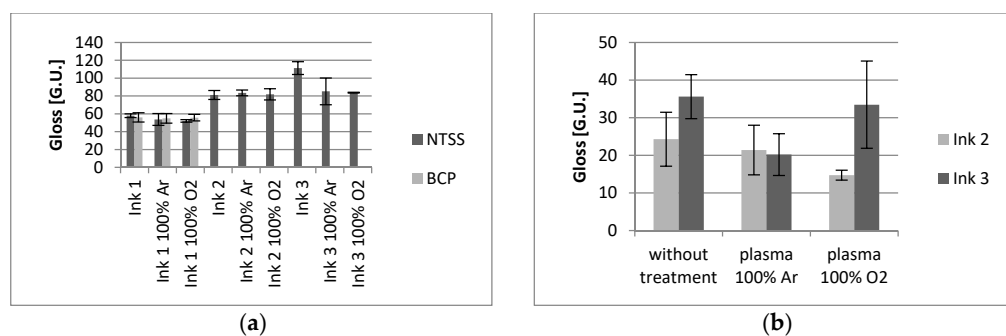 140
120
100
80
60
40
20
0
Gloss [G.U.]
Ink 1
Ink 1 100% Ar
Ink 1 100% O2
Ink 2
Ink 2 100% Ar
Ink 2 100% O2
Ink 3
Ink 3 100% Ar
Ink 3 100% O2
NTSS
BCP
(a)
50
40
30
20
10
0
Gloss [G.U.]
without
treatment
plasma
100% Ar
plasma
100% O2
Ink 2
Ink 3
(b)